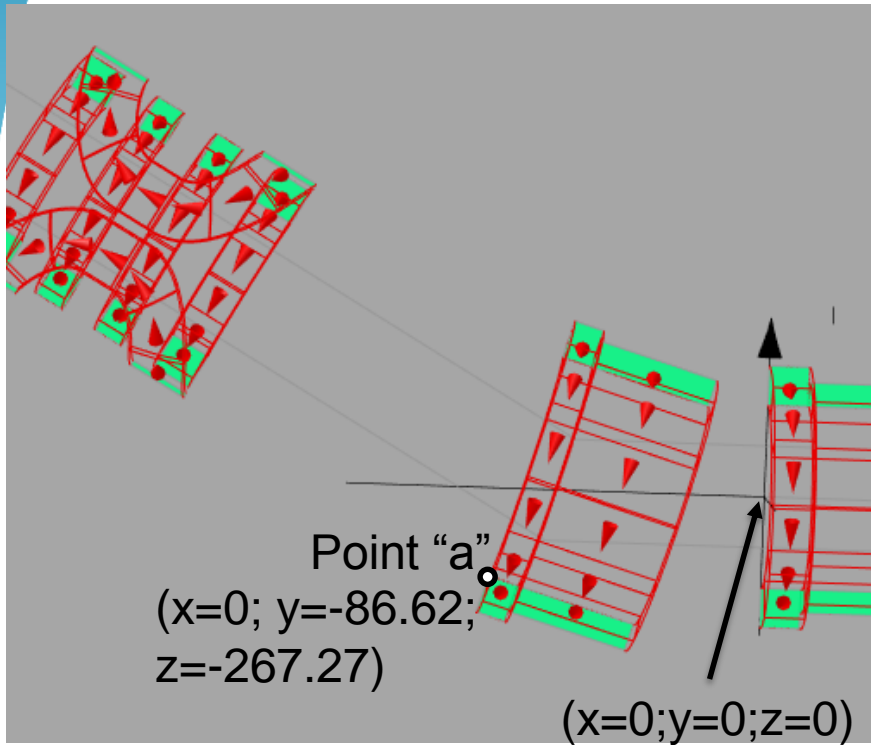 Point “a”
(x=0; y=-86.62;
z=-267.27)
(x=0;y=0;z=0)